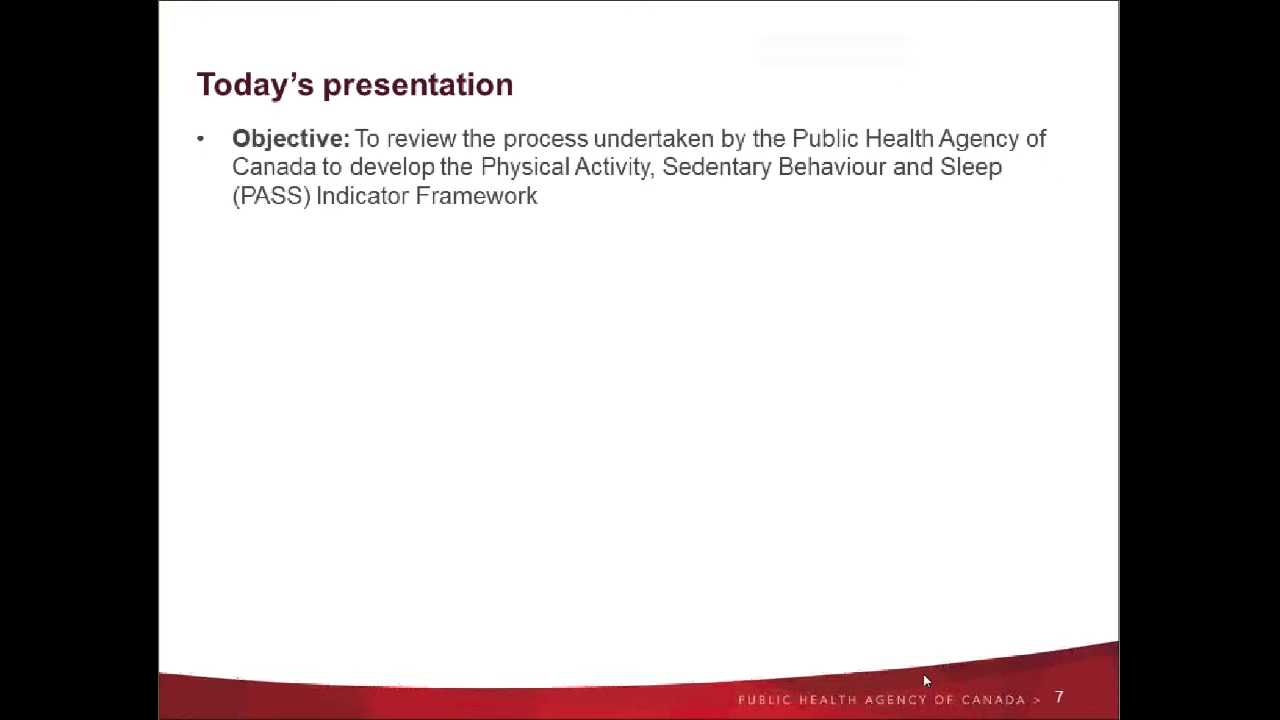 Today’s presentation
• Objective: To review the process undertaken by the Public Health Agency of
Canada to develop the Physical Activity, Sedentary Behaviour and Sleep
(PASS) Indicator Framework
PUBLIC HEALTH AGENCY OF CANADA > 7